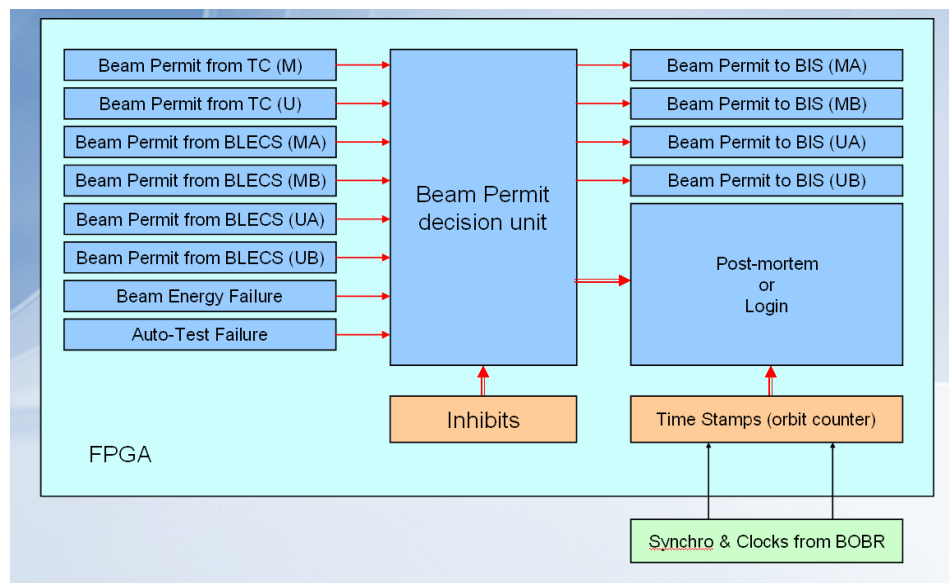 Beam Permit from TC (M)
Beam Permit from TC (U)
Beam Permit from BLECS (MA)
Beam Permit from BLECS (MB)
Beam Permit from BLECS (UA)
Beam Permit from BLECS (UB)
Beam Energy Failure
Auto-Test Failure
Beam Permit
decision unit
Inhibits
Beam Permit to BIS (MA)
Beam Permit to BIS (MB)
Beam Permit to BIS (UA)
Beam Permit to BIS (UB)
Post-mortem
or
Login
Time Stamps (orbit counter)
FPGA
Synchro & Clocks from BOBR